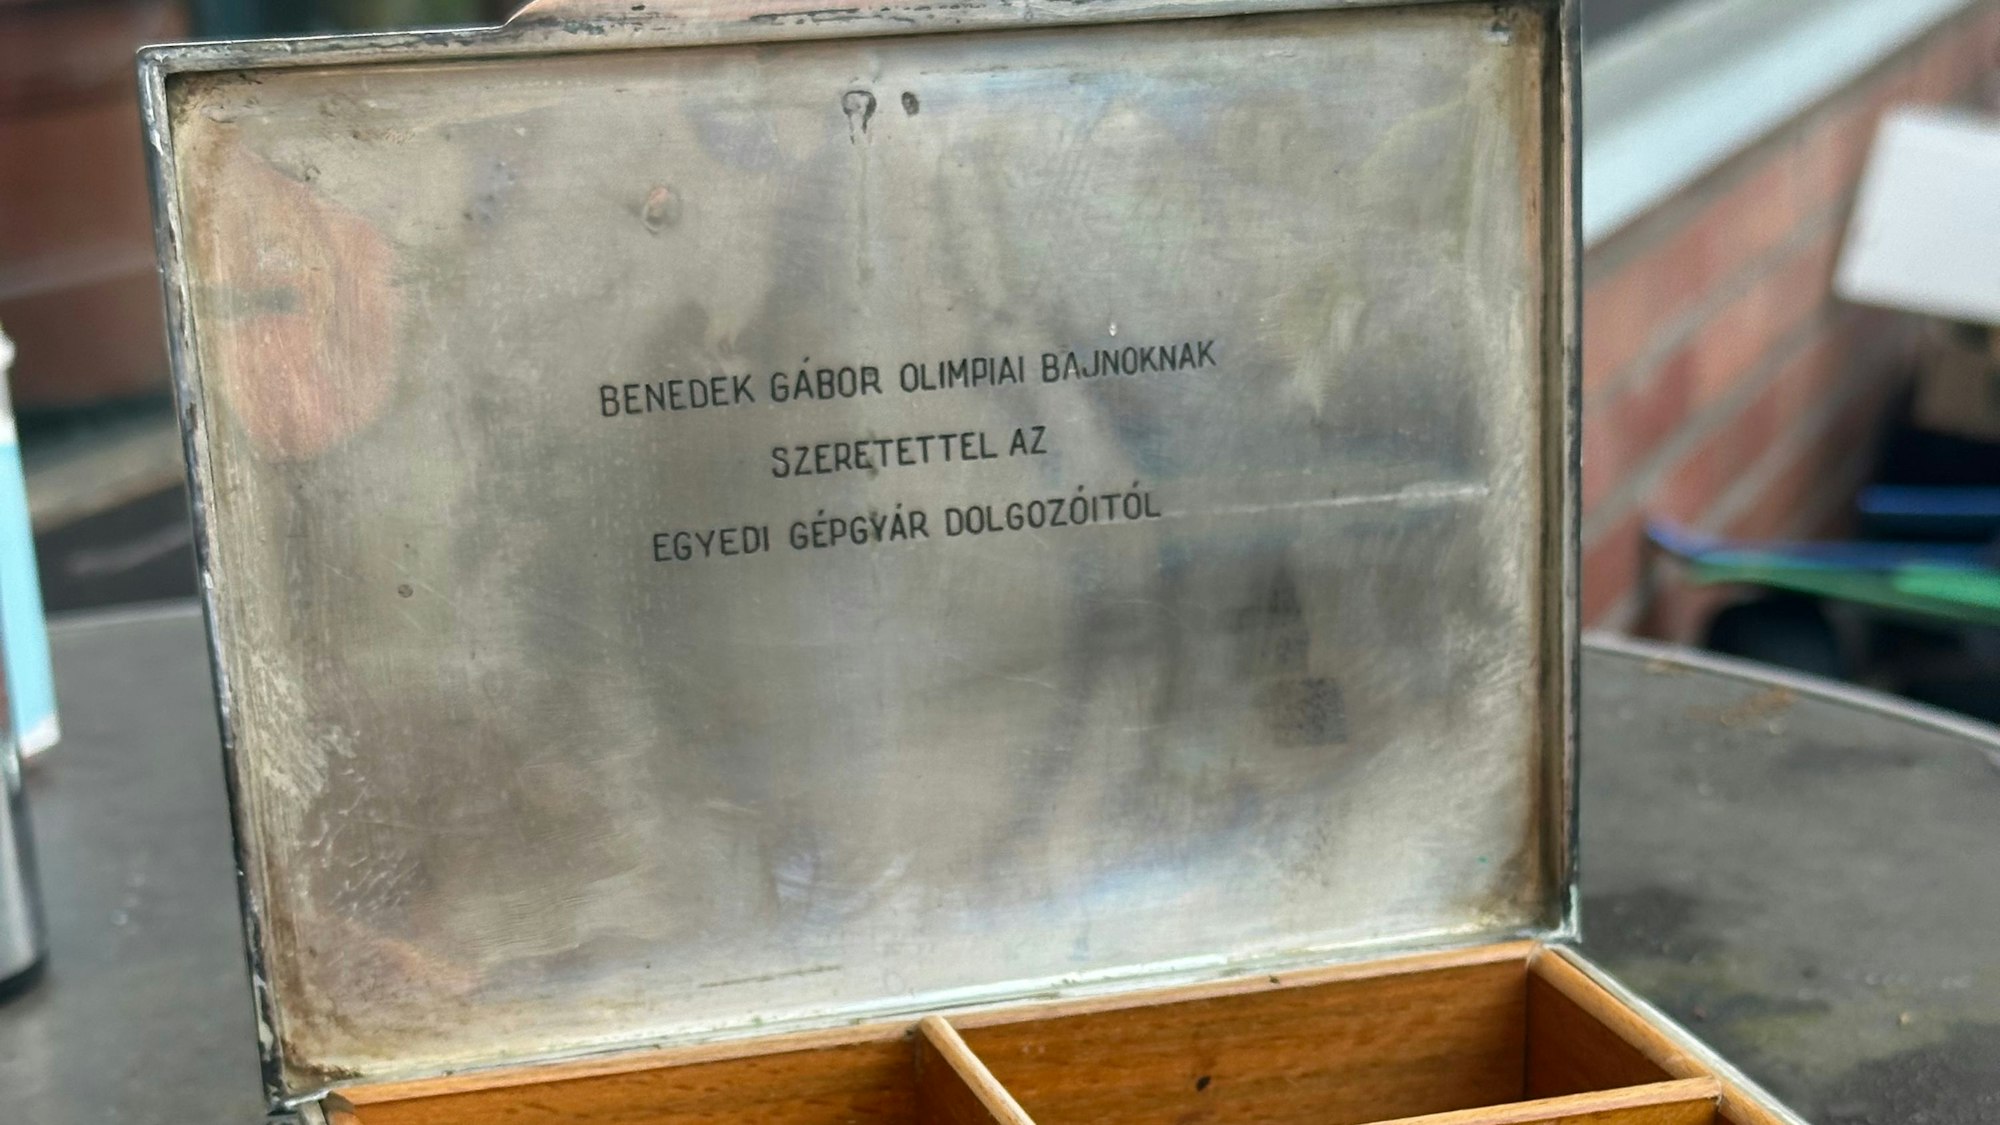 BENEDEK GÁBOR OLIMPIAI BAJNOKNAK
SZERETETTEL AZ
EGYEDI GÉPGYÁR DOLGOZÓITÓL